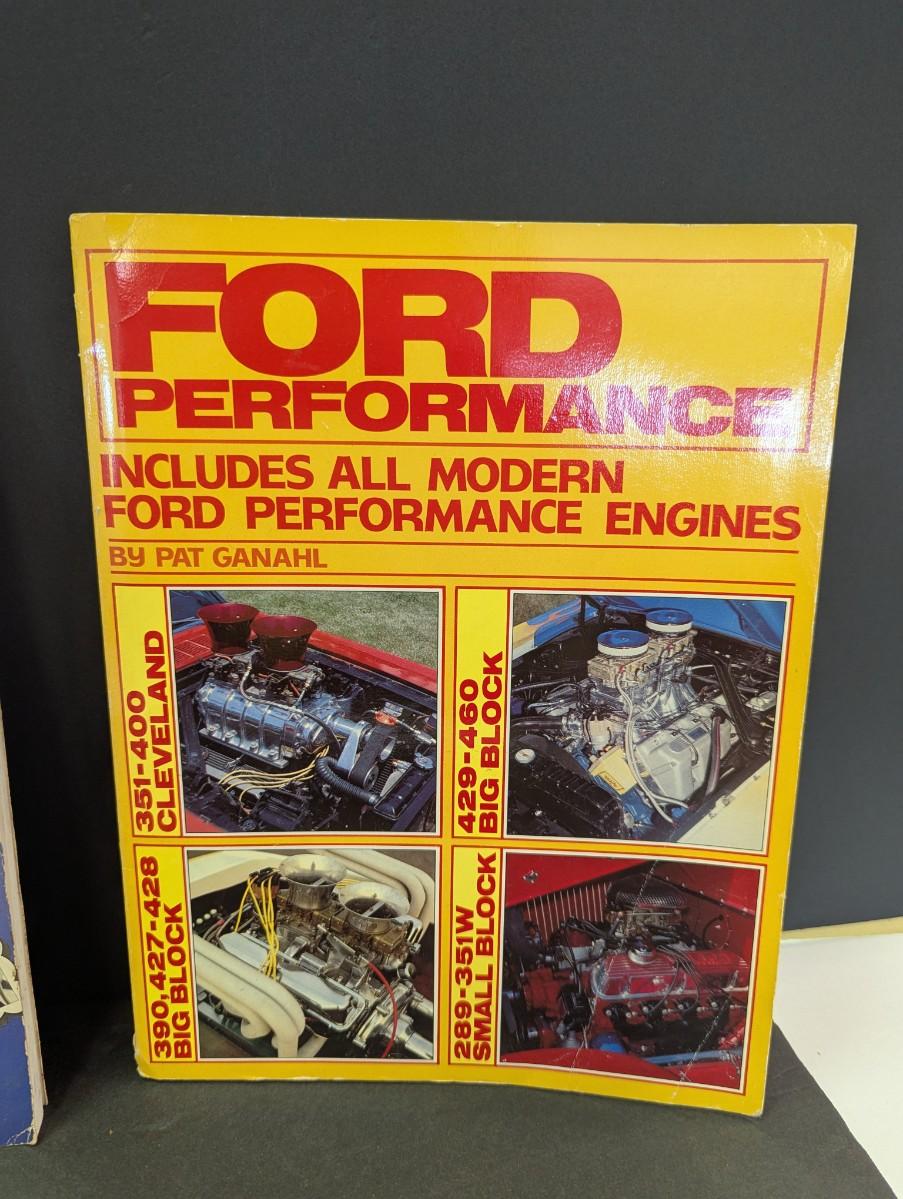 FORD
PERFORMANCE
INCLUDES ALL MODERN
FORD PERFORMANCE ENGINES
BY PAT GANAHL
351-400
CLEVELAND
429-460
BIG BLOCK
390, 427-428
BIG BLOCK
289-351W
SMALL BLOCK